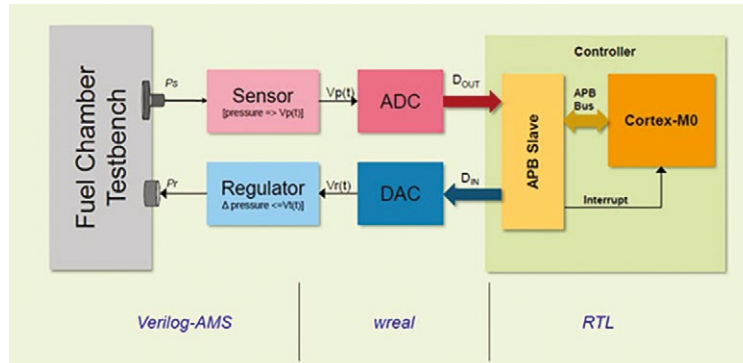 Controller
Fuel Chamber
Testbench
Ps
Sensor
[pressure => Vp(t)]
Vp(t)
ADC
DOUT
APB Slave
APB
Bus
Cortex-M0
Pr
Regulator
Δ pressure <=Vt(t)]
Vr(t)
DAC
DIN
Interrupt
Verilog-AMS
wreal
RTL